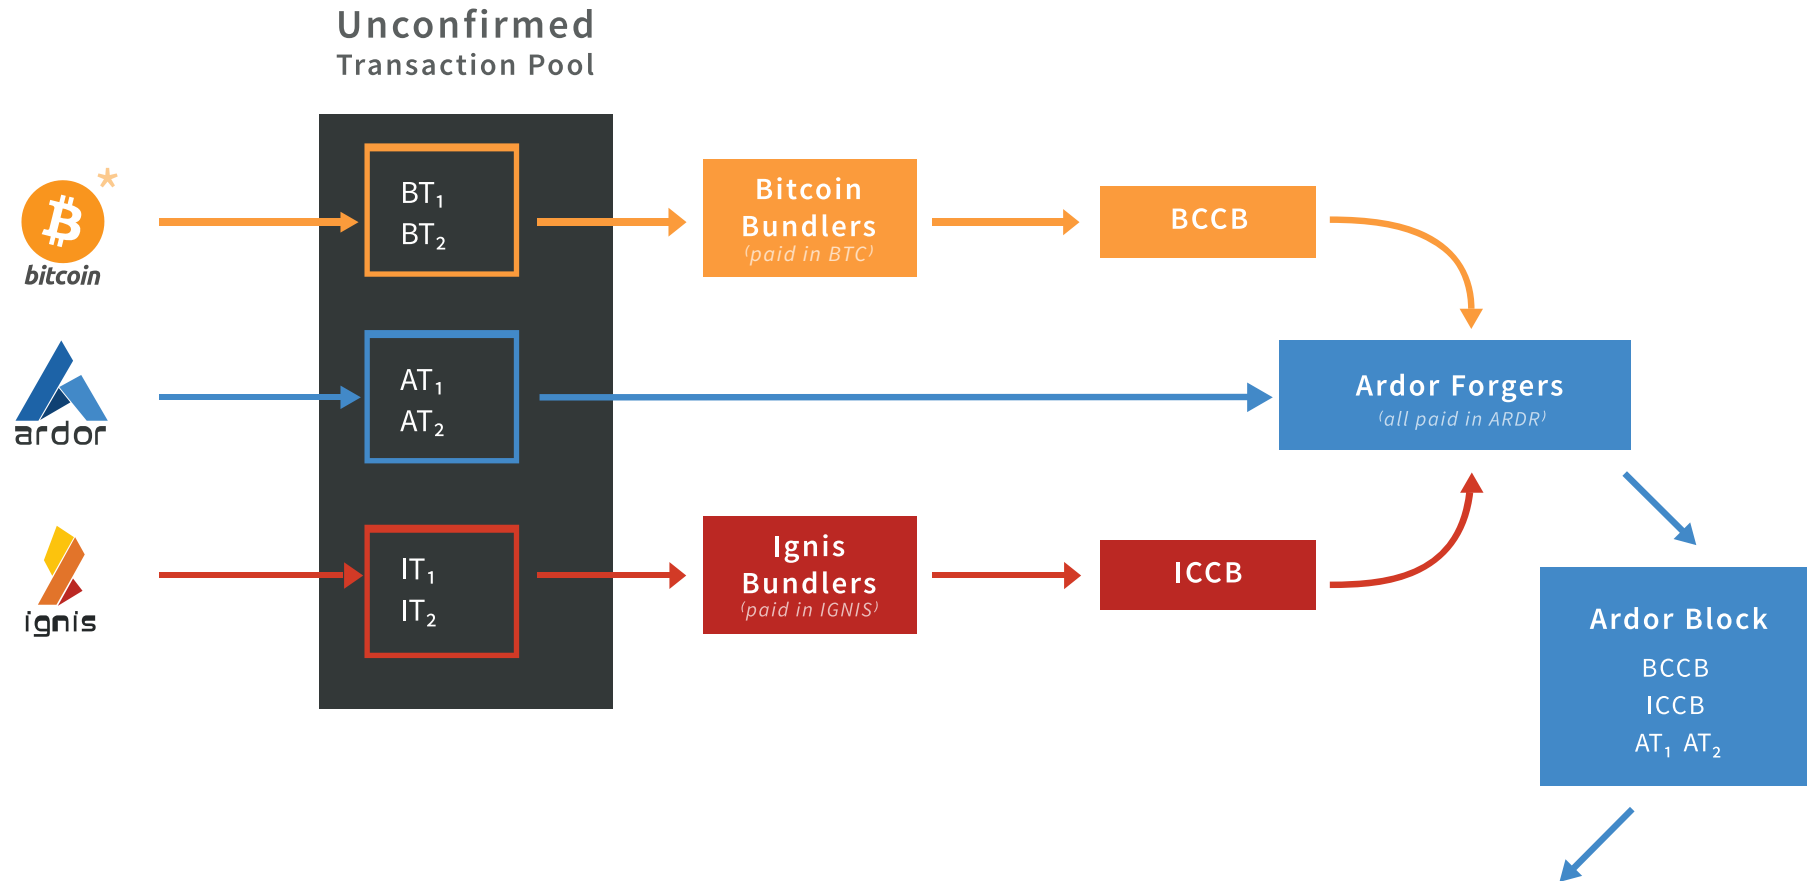 Unconfirmed
Transaction Pool
*
bitcoin
BT₁
BT₂
Bitcoin
Bundlers
(paid in BTC)
BCCB
ardor
AT₁
AT₂
Ardor Forgers
(all paid in ARDR)
ignis
IT₁
IT₂
Ignis
Bundlers
(paid in IGNIS)
ICCB
Ardor Block
BCCB
ICCB
AT₁ AT₂